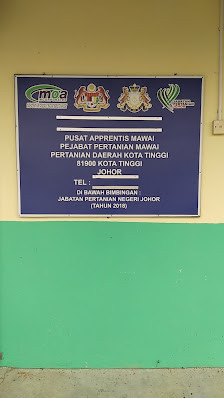 moa
PUSAT APPRENTIS MAWAI
PEJABAT PERTANIAN MAWAI
PERTANIAN DAERAH KOTA TINGGI
81900 KOTA TINGGI
JOHOR
TEL :
DI BAWAH BIMBINGAN :
JABATAN PERTANIAN NEGERI JOHOR
(TAHUN 2018)